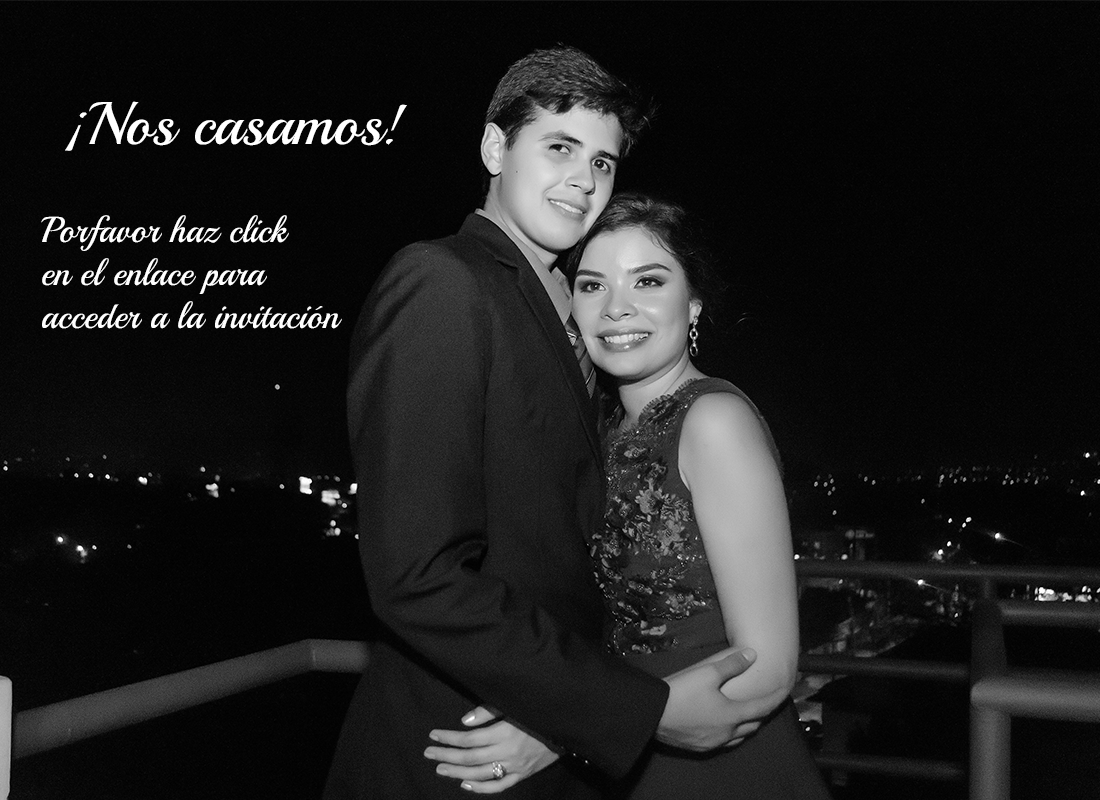 ¡Nos casamos!
Porfavor haz click
en el enlace para
acceder a la invitación